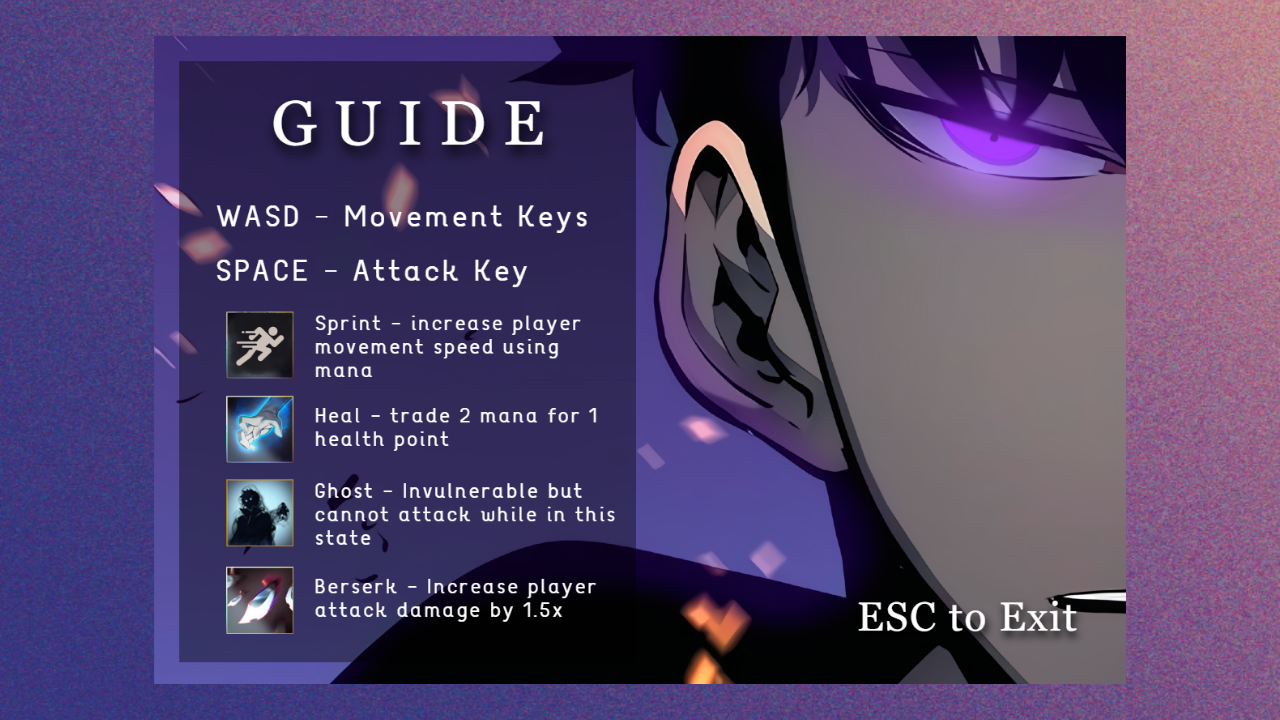 GUIDE
WASD - Movement Keys
SPACE - Attack Key
Sprint - increase player
movement speed using
mana
Heal - trade 2 mana for 1
health point
Ghost - Invulnerable but
cannot attack while in this
state
Berserk - Increase player
attack damage by 1.5x
ESC to Exit